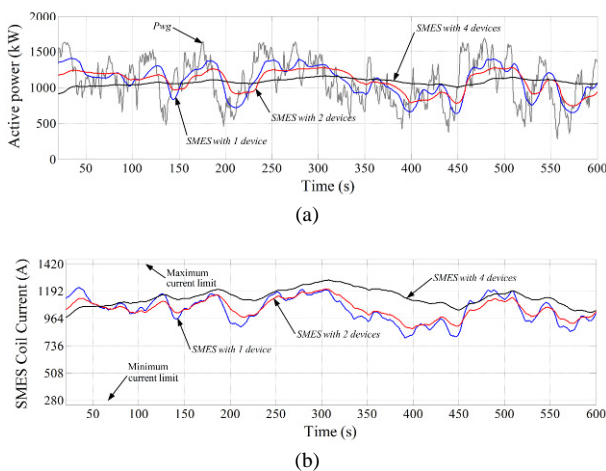 2000
1500
1000
500
0
Active power (kW)
Pwg
SMES with 4 devices
SMES with 1 device
SMES with 2 devices
50 100 150 200 250 300 350 400 450 500 550 600
Time (s)
(a)
1420
1192
964
736
508
280
SMES Coil Current (A)
Maximum
current limit
SMES with 4 devices
SMES with 2 devices
SMES with 1 device
Minimum
current limit
50 100 150 200 250 300 350 400 450 500 550 600
Time (s)
(b)